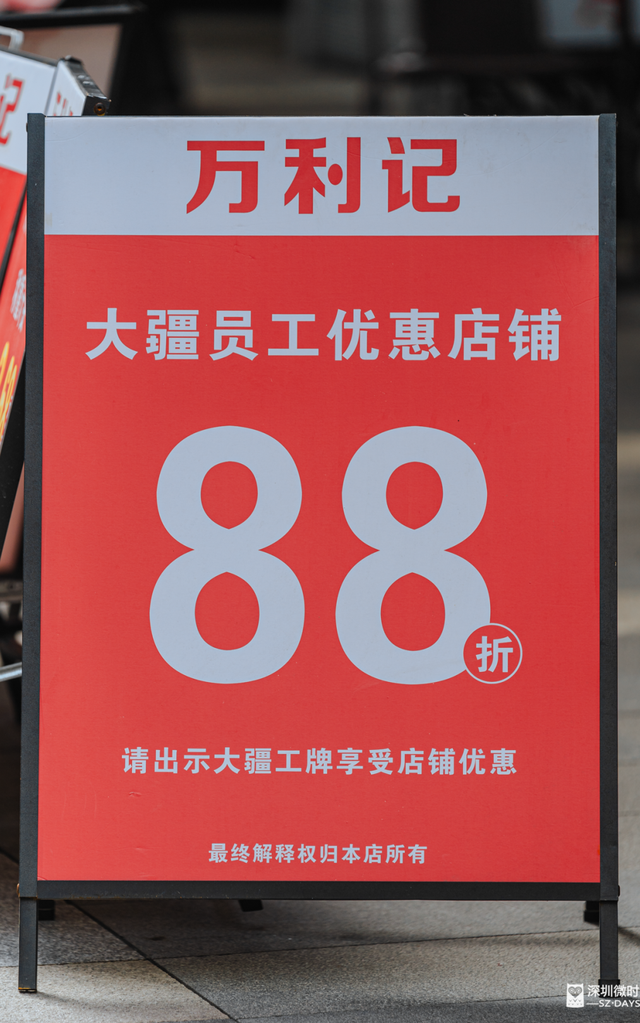 万利记
大疆员工优惠店铺
88折
请出示大疆工牌享受店铺优惠
最终解释权归本店所有
深圳微时
—SZ·DAYS